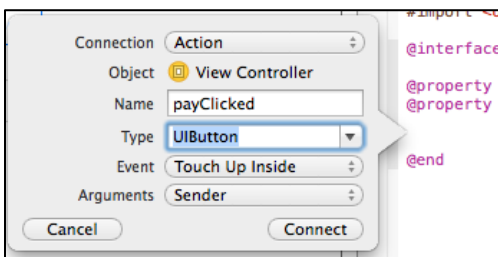 #import
Connection Action
@interface
Object View Controller
@property
Name payClicked
@property
Type UIButton
Event Touch Up Inside
@end
Arguments Sender
Cancel Connect